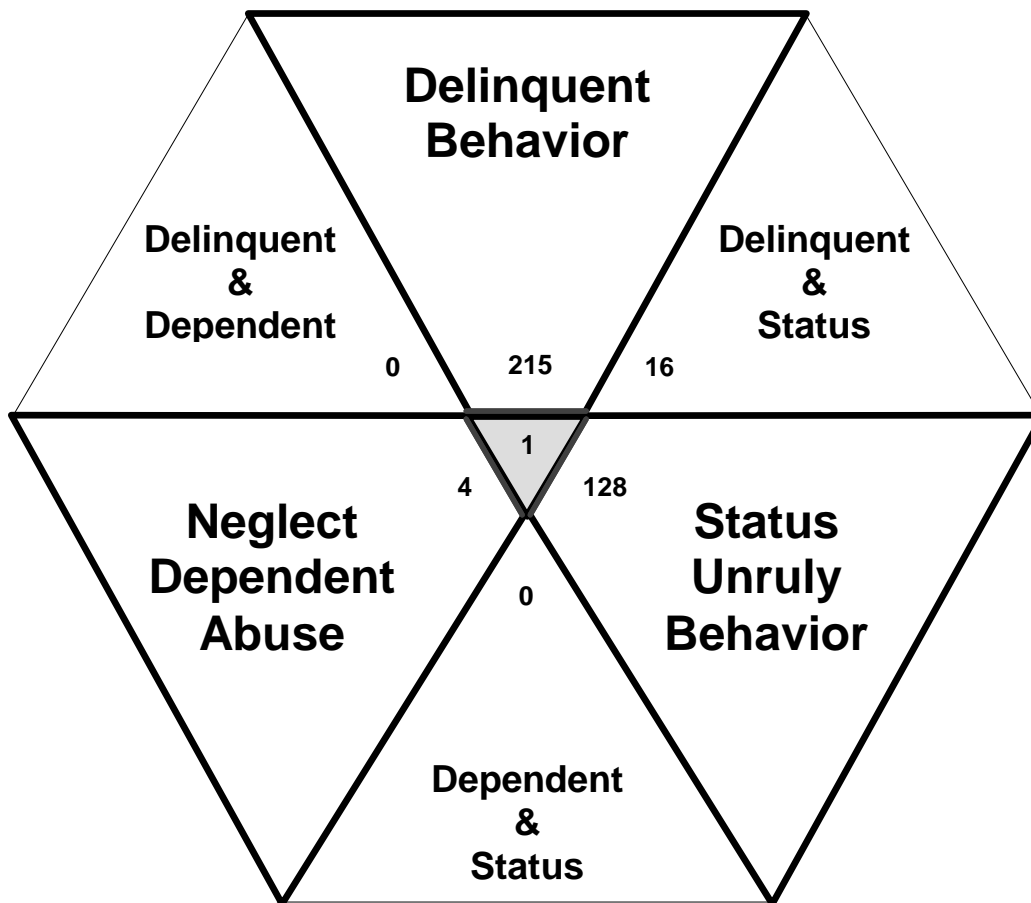 Delinquent
Behavior
Delinquent
&
Dependent
Delinquent
&
Status
0
215
16
1
4
128
Neglect
Dependent
Abuse
Status
Unruly
Behavior
0
Dependent
&
Status